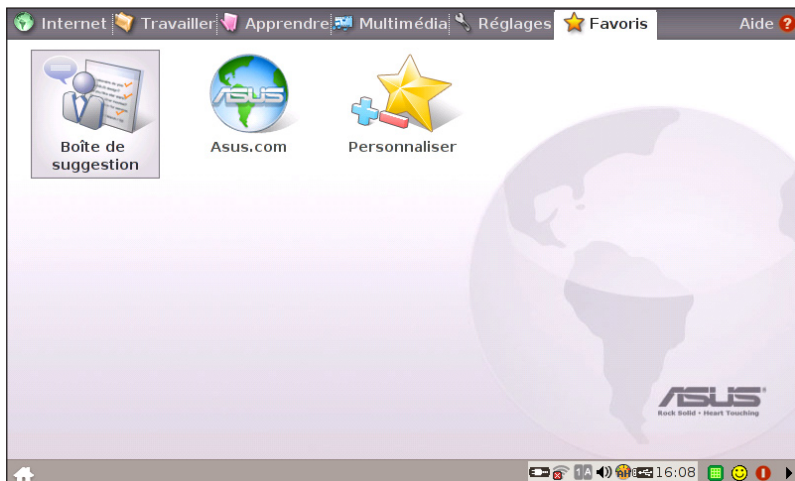 Internet Travailler Apprendre Multimédia Réglages Favoris Aide ?
Boîte de
suggestion
Asus.com
Personnaliser
ASUS
ASUS
Rock Solid • Heart Touching
1A
16:08